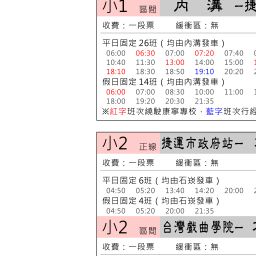 小1 區間 內 溝 –捷
收費：一段票 緩衝區：無
平日固定26班（均由內溝發車）
06:00 06:30 07:00 07:20 07:40
10:40 11:30 13:00 14:00 15:00
18:10 18:30 18:50 19:10 20:20
假日固定14班（均由內溝發車）
06:00 07:00 08:30 10:00 11:00
18:00 19:20 20:30 21:35
※紅字班次繞駛康寧專校，藍字班次行經
小2 正線 捷運市政府站–
收費：一段票 緩衝區：無
平日固定6班（均由石崁發車）
04:50 05:20 13:40 14:20 20:00
假日固定4班（均由石崁發車）
04:50 05:20 20:00 21:35
小2 區間 台灣戲曲學院–
收費：一段票 緩衝區：無